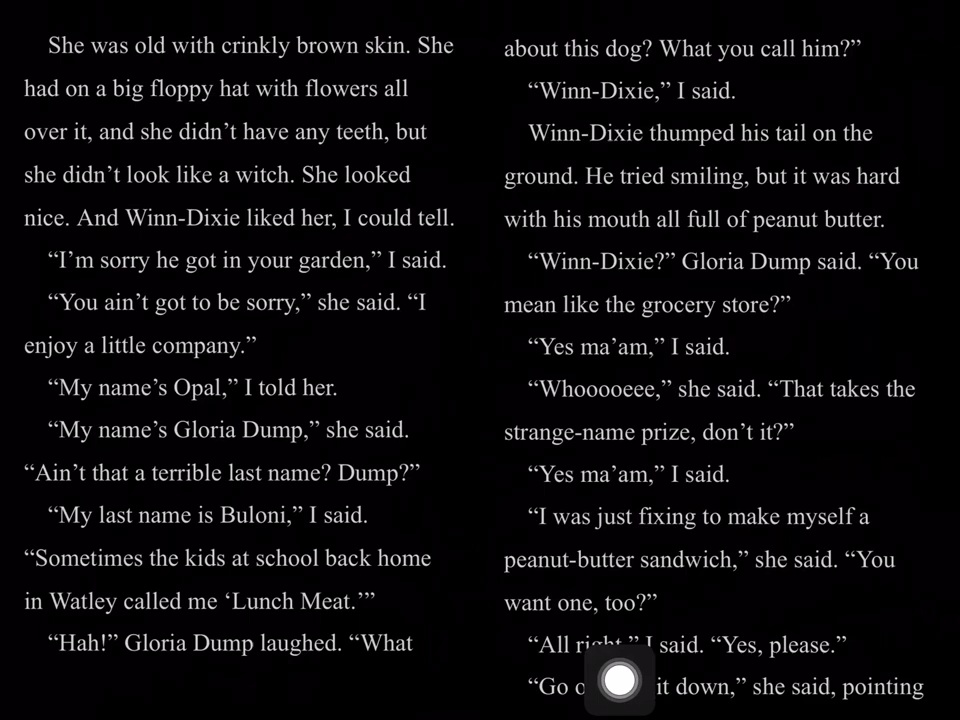 She was old with crinkly brown skin. She
had on a big floppy hat with flowers all
over it, and she didn’t have any teeth, but
she didn’t look like a witch. She looked
nice. And Winn-Dixie liked her, I could tell.
“I’m sorry he got in your garden,” I said.
“You ain’t got to be sorry,” she said. “I
enjoy a little company.”
“My name’s Opal,” I told her.
“My name’s Gloria Dump,” she said.
“Ain’t that a terrible last name? Dump?”
“My last name is Buloni,” I said.
“Sometimes the kids at school back home
in Watley called me ‘Lunch Meat.’”
“Hah!” Gloria Dump laughed. “What
about this dog? What you call him?”
“Winn-Dixie,” I said.
Winn-Dixie thumped his tail on the
ground. He tried smiling, but it was hard
with his mouth all full of peanut butter.
“Winn-Dixie?” Gloria Dump said. “You
mean like the grocery store?”
“Yes ma’am,” I said.
“Whooooeee,” she said. “That takes the
strange-name prize, don’t it?”
“Yes ma’am,” I said.
“I was just fixing to make myself a
peanut-butter sandwich,” she said. “You
want one, too?”
“All right,” I said. “Yes, please.”
“Go it down,” she said, pointing